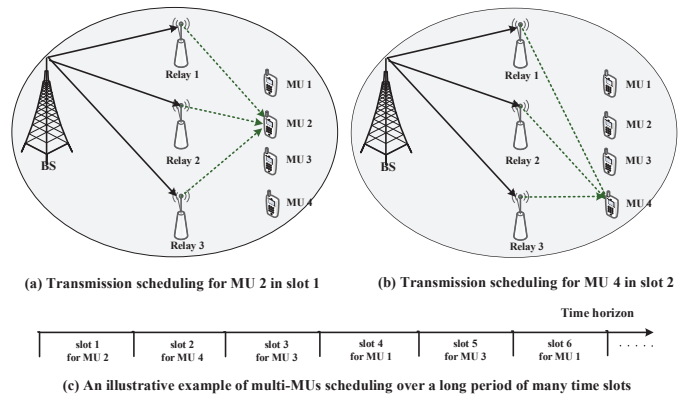 Relay 1
MU 1
MU 2
Relay 2
MU 3
BS
MU 4
Relay 3
(a) Transmission scheduling for MU 2 in slot 1
Relay 1
MU 1
MU 2
Relay 2
MU 3
BS
MU 4
Relay 3
(b) Transmission scheduling for MU 4 in slot 2
Time horizon
slot 1
for MU 2
slot 2
for MU 4
slot 3
for MU 3
slot 4
for MU 1
slot 5
for MU 3
slot 6
for MU 1
. . . . .
(c) An illustrative example of multi-MUs scheduling over a long period of many time slots